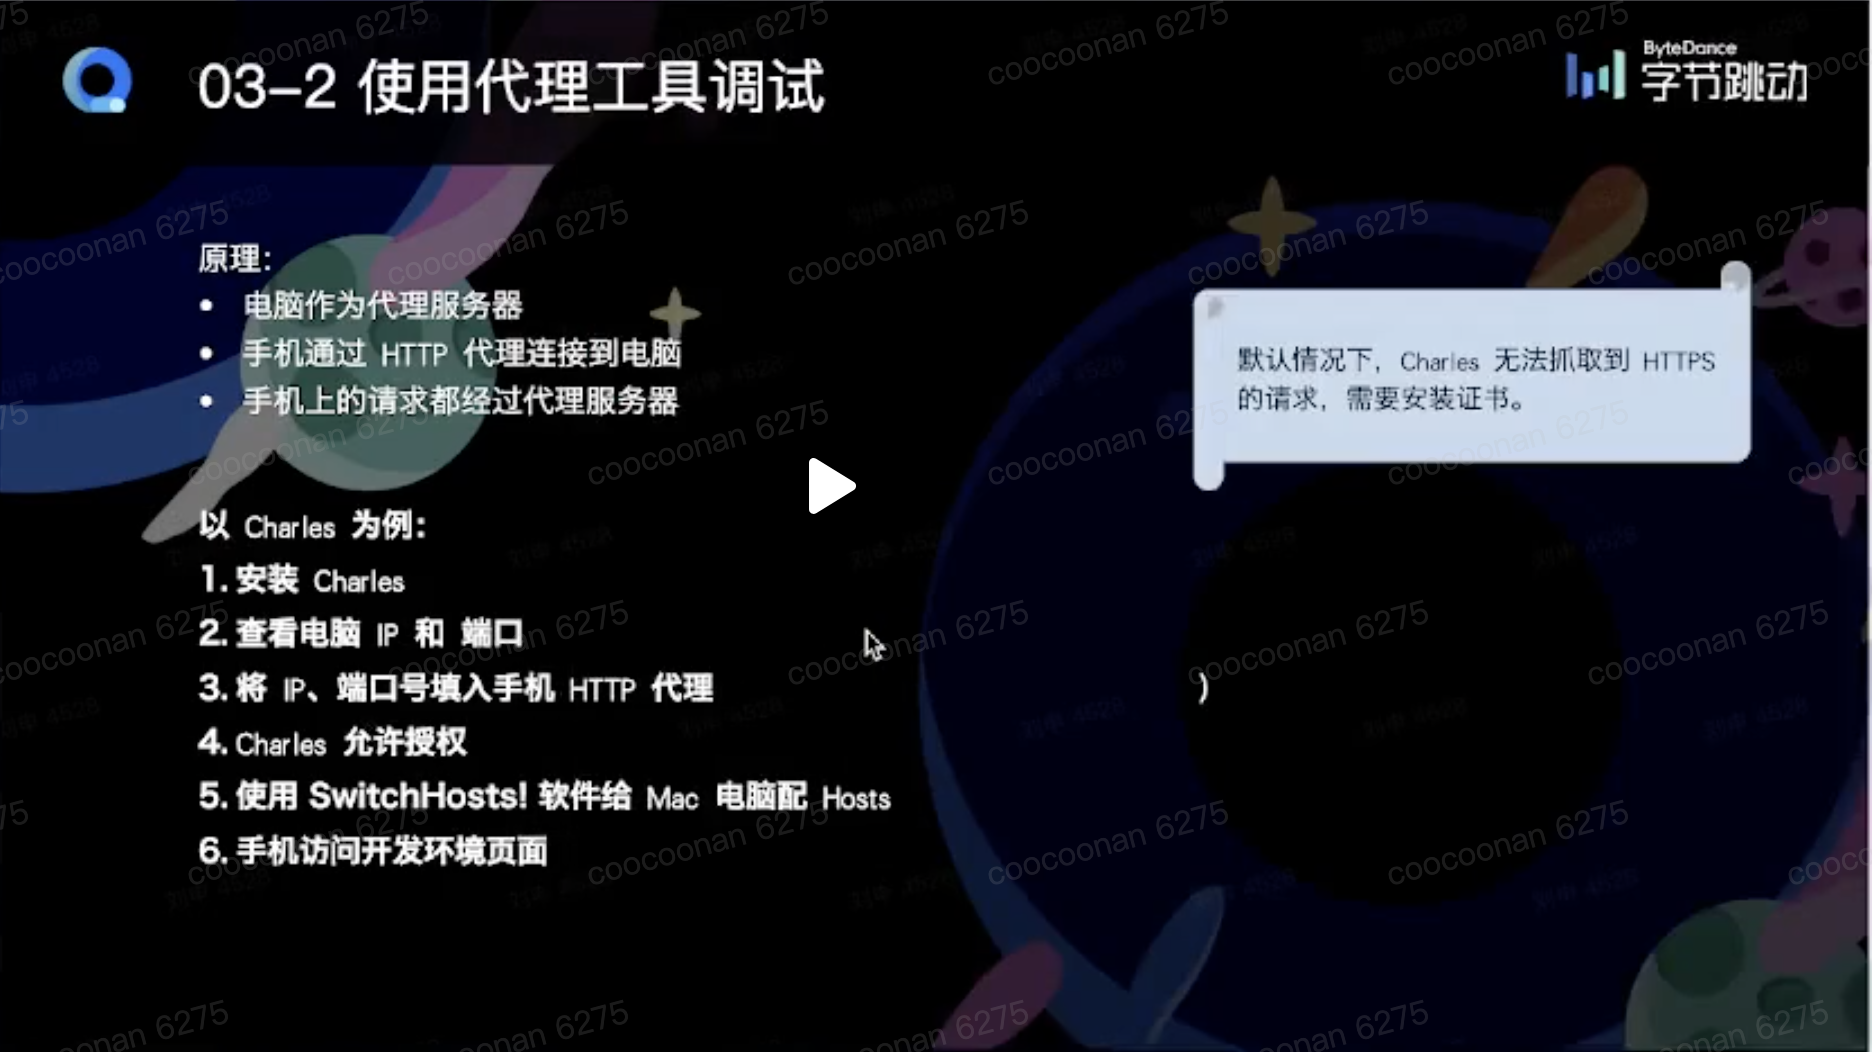 03-2 使用代理工具调试
ByteDance
字节跳动
原理：
• 电脑作为代理服务器
• 手机通过 HTTP 代理连接到电脑
• 手机上的请求都经过代理服务器
默认情况下，Charles 无法抓取到 HTTPS
的请求，需要安装证书。
以 Charles 为例：
1. 安装 Charles
2. 查看电脑 IP 和 端口
3. 将 IP、端口号填入手机 HTTP 代理
)
4. Charles 允许授权
5. 使用 SwitchHosts! 软件给 Mac 电脑配 Hosts
6. 手机访问开发环境页面
coocoonan 6275